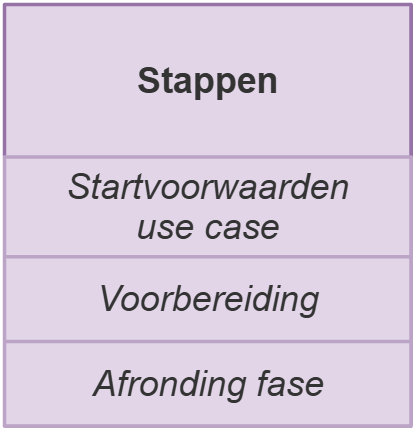 Stappen
Startvoorwaarden
use case
Voorbereiding
Afronding fase